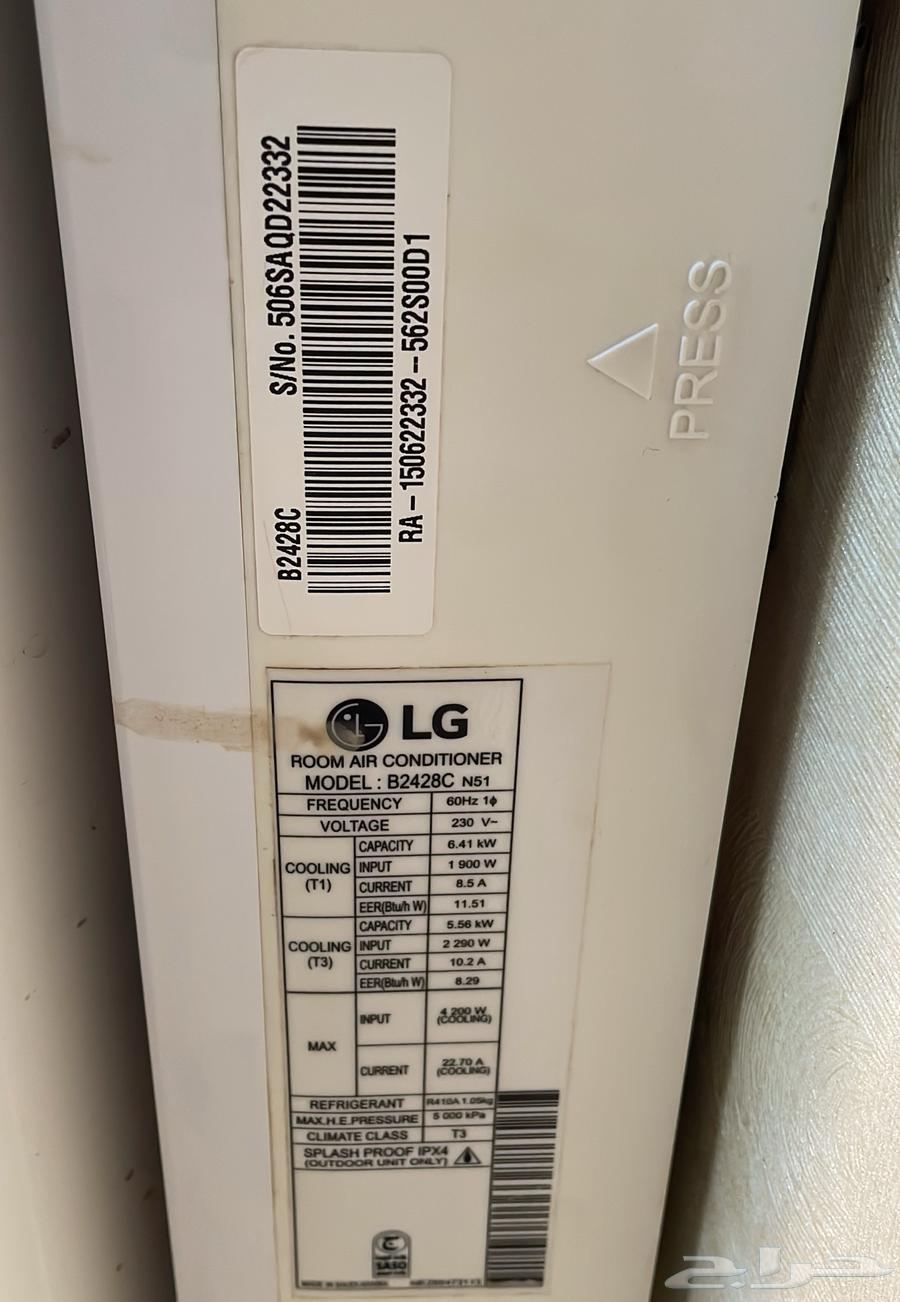 B2428C S/No. 506SAQD22332
RA-150622332-562S00D1
PRESS
LG
ROOM AIR CONDITIONER
MODEL : B2428C N51
FREQUENCY 60Hz 1ϕ
VOLTAGE 230 V~
COOLING (T1)
CAPACITY 6.41 kW
INPUT 1 900 W
CURRENT 8.5 A
EER(Btu/h W) 11.51
COOLING (T3)
CAPACITY 5.56 kW
INPUT 2 290 W
CURRENT 10.2 A
EER(Btu/h W) 8.29
MAX
INPUT 4 200 W (COOLING)
CURRENT 22.70 A (COOLING)
REFRIGERANT R410A 1.05kg
MAX.H.E.PRESSURE 5 000 kPa
CLIMATE CLASS T3
SPLASH PROOF IPX4
(OUTDOOR UNIT ONLY)
SASO
MADE IN SAUDI ARABIA
حراج